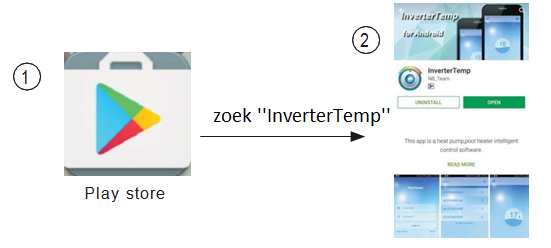 1
Play store
zoek "InverterTemp"
2
InverterTemp
for Android
InverterTemp
NB_Team
3+
UNINSTALL
OPEN
This app is a heat pump,pool heater intelligent
control software.
READ MORE